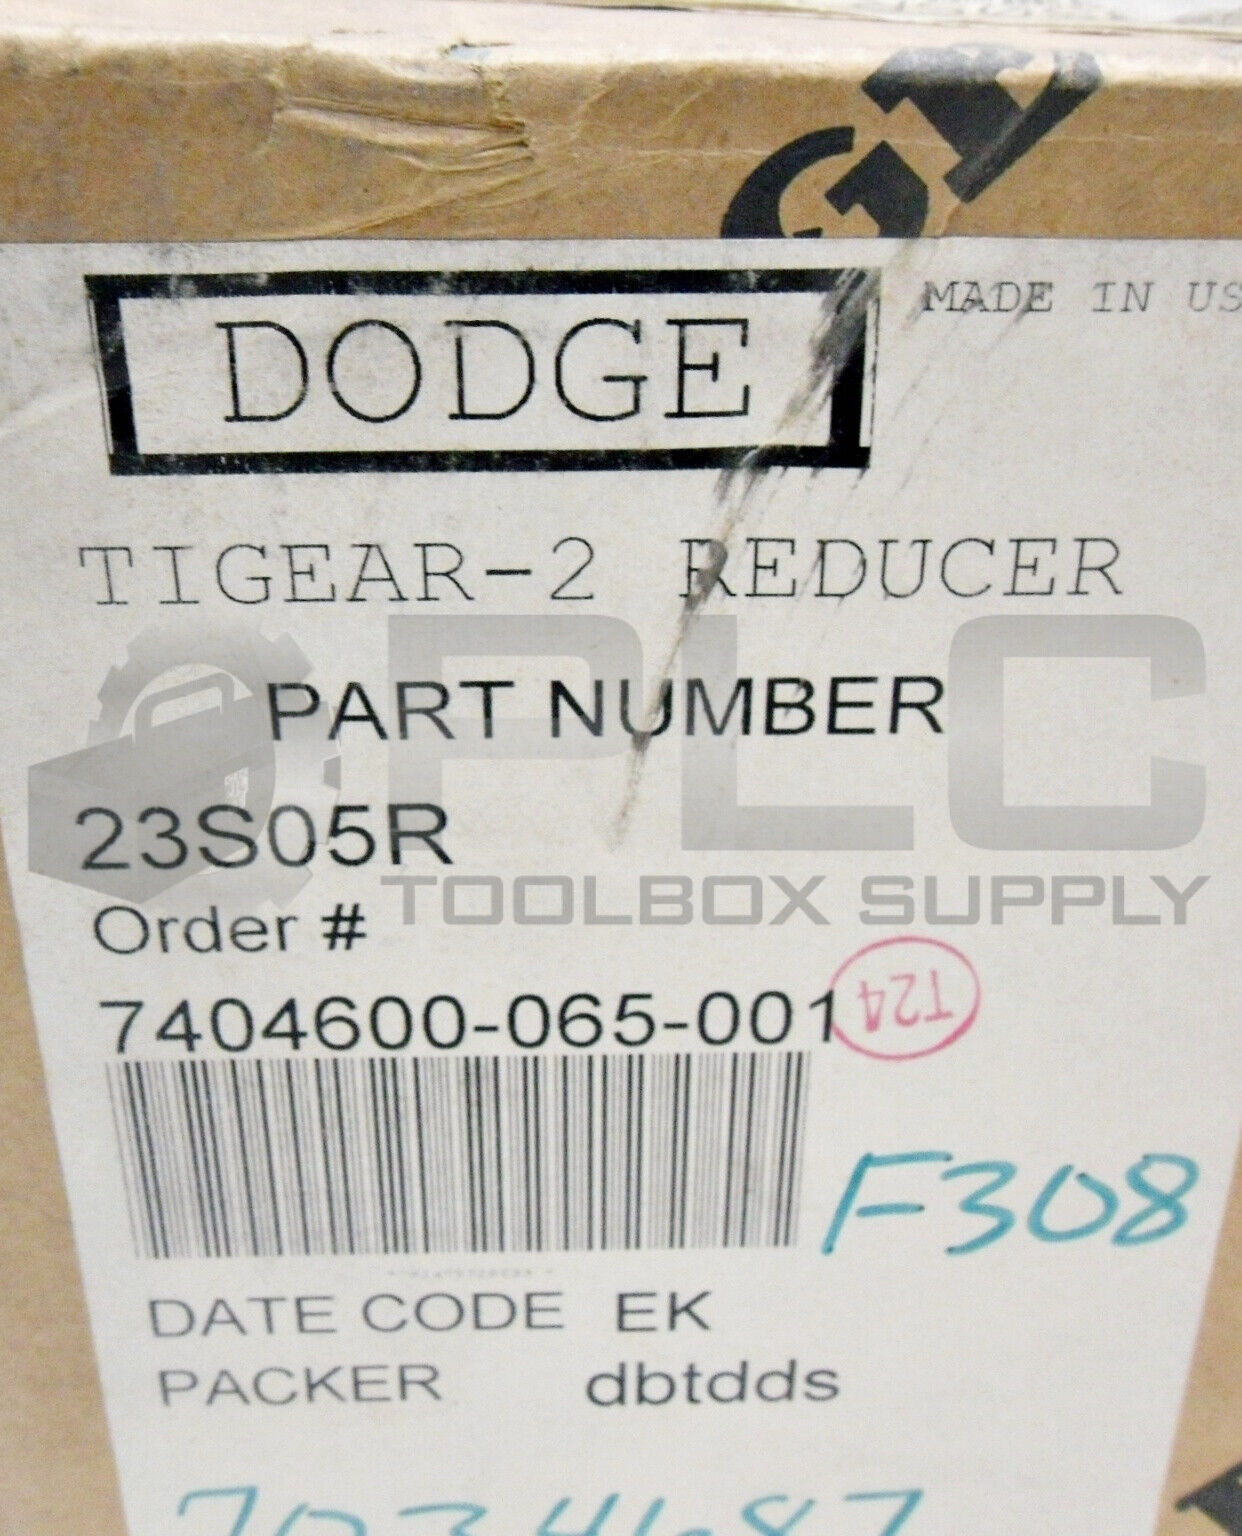 MADE IN US
DODGE
TIGEAR-2 REDUCER
PART NUMBER
23S05R
Order #
7404600-065-001
T24
F308
DATE CODE EK
PACKER dbtdds
PLC
TOOLBOX SUPPLY